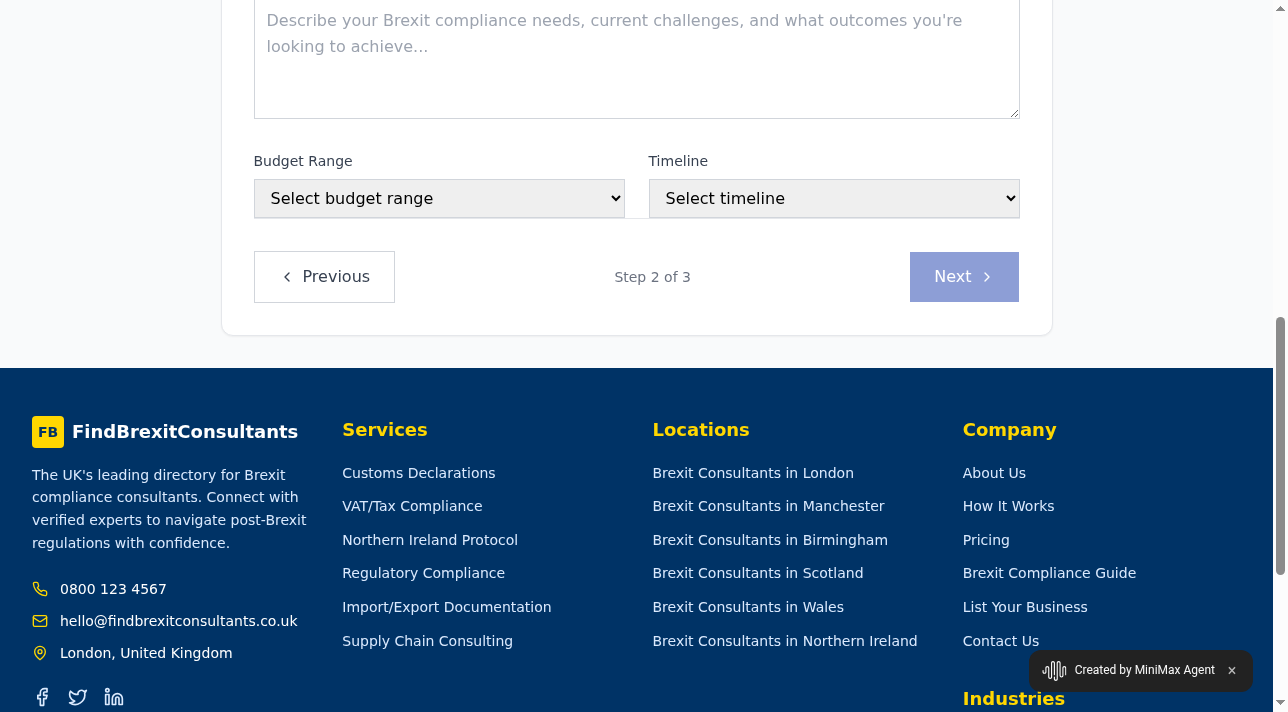 Describe your Brexit compliance needs, current challenges, and what outcomes you're
looking to achieve...
Budget Range
Timeline
Select budget range
Select timeline
Previous
Step 2 of 3
Next
FB FindBrexitConsultants
The UK's leading directory for Brexit
compliance consultants. Connect with
verified experts to navigate post-Brexit
regulations with confidence.
0800 123 4567
hello@findbrexitconsultants.co.uk
London, United Kingdom
Services
Customs Declarations
VAT/Tax Compliance
Northern Ireland Protocol
Regulatory Compliance
Import/Export Documentation
Supply Chain Consulting
Locations
Brexit Consultants in London
Brexit Consultants in Manchester
Brexit Consultants in Birmingham
Brexit Consultants in Scotland
Brexit Consultants in Wales
Brexit Consultants in Northern Ireland
Company
About Us
How It Works
Pricing
Brexit Compliance Guide
List Your Business
Contact Us
Industries
Created by MiniMax Agent